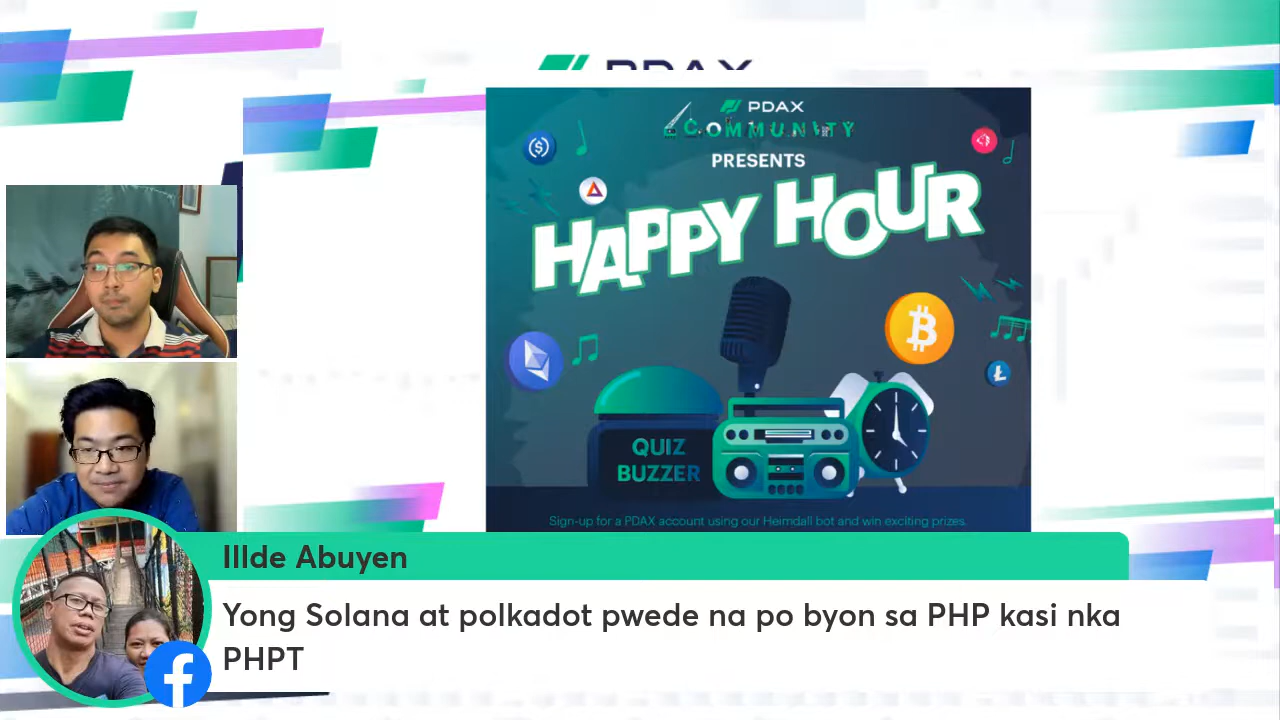 PDAX
PDAX
COMMUNITY
PRESENTS
HAPPY HOUR
QUIZ
BUZZER
Sign-up for a PDAX account using our Heimdall bot and win exciting prizes.
Illde Abuyen
Yong Solana at polkadot pwede na po byon sa PHP kasi nka
PHPT